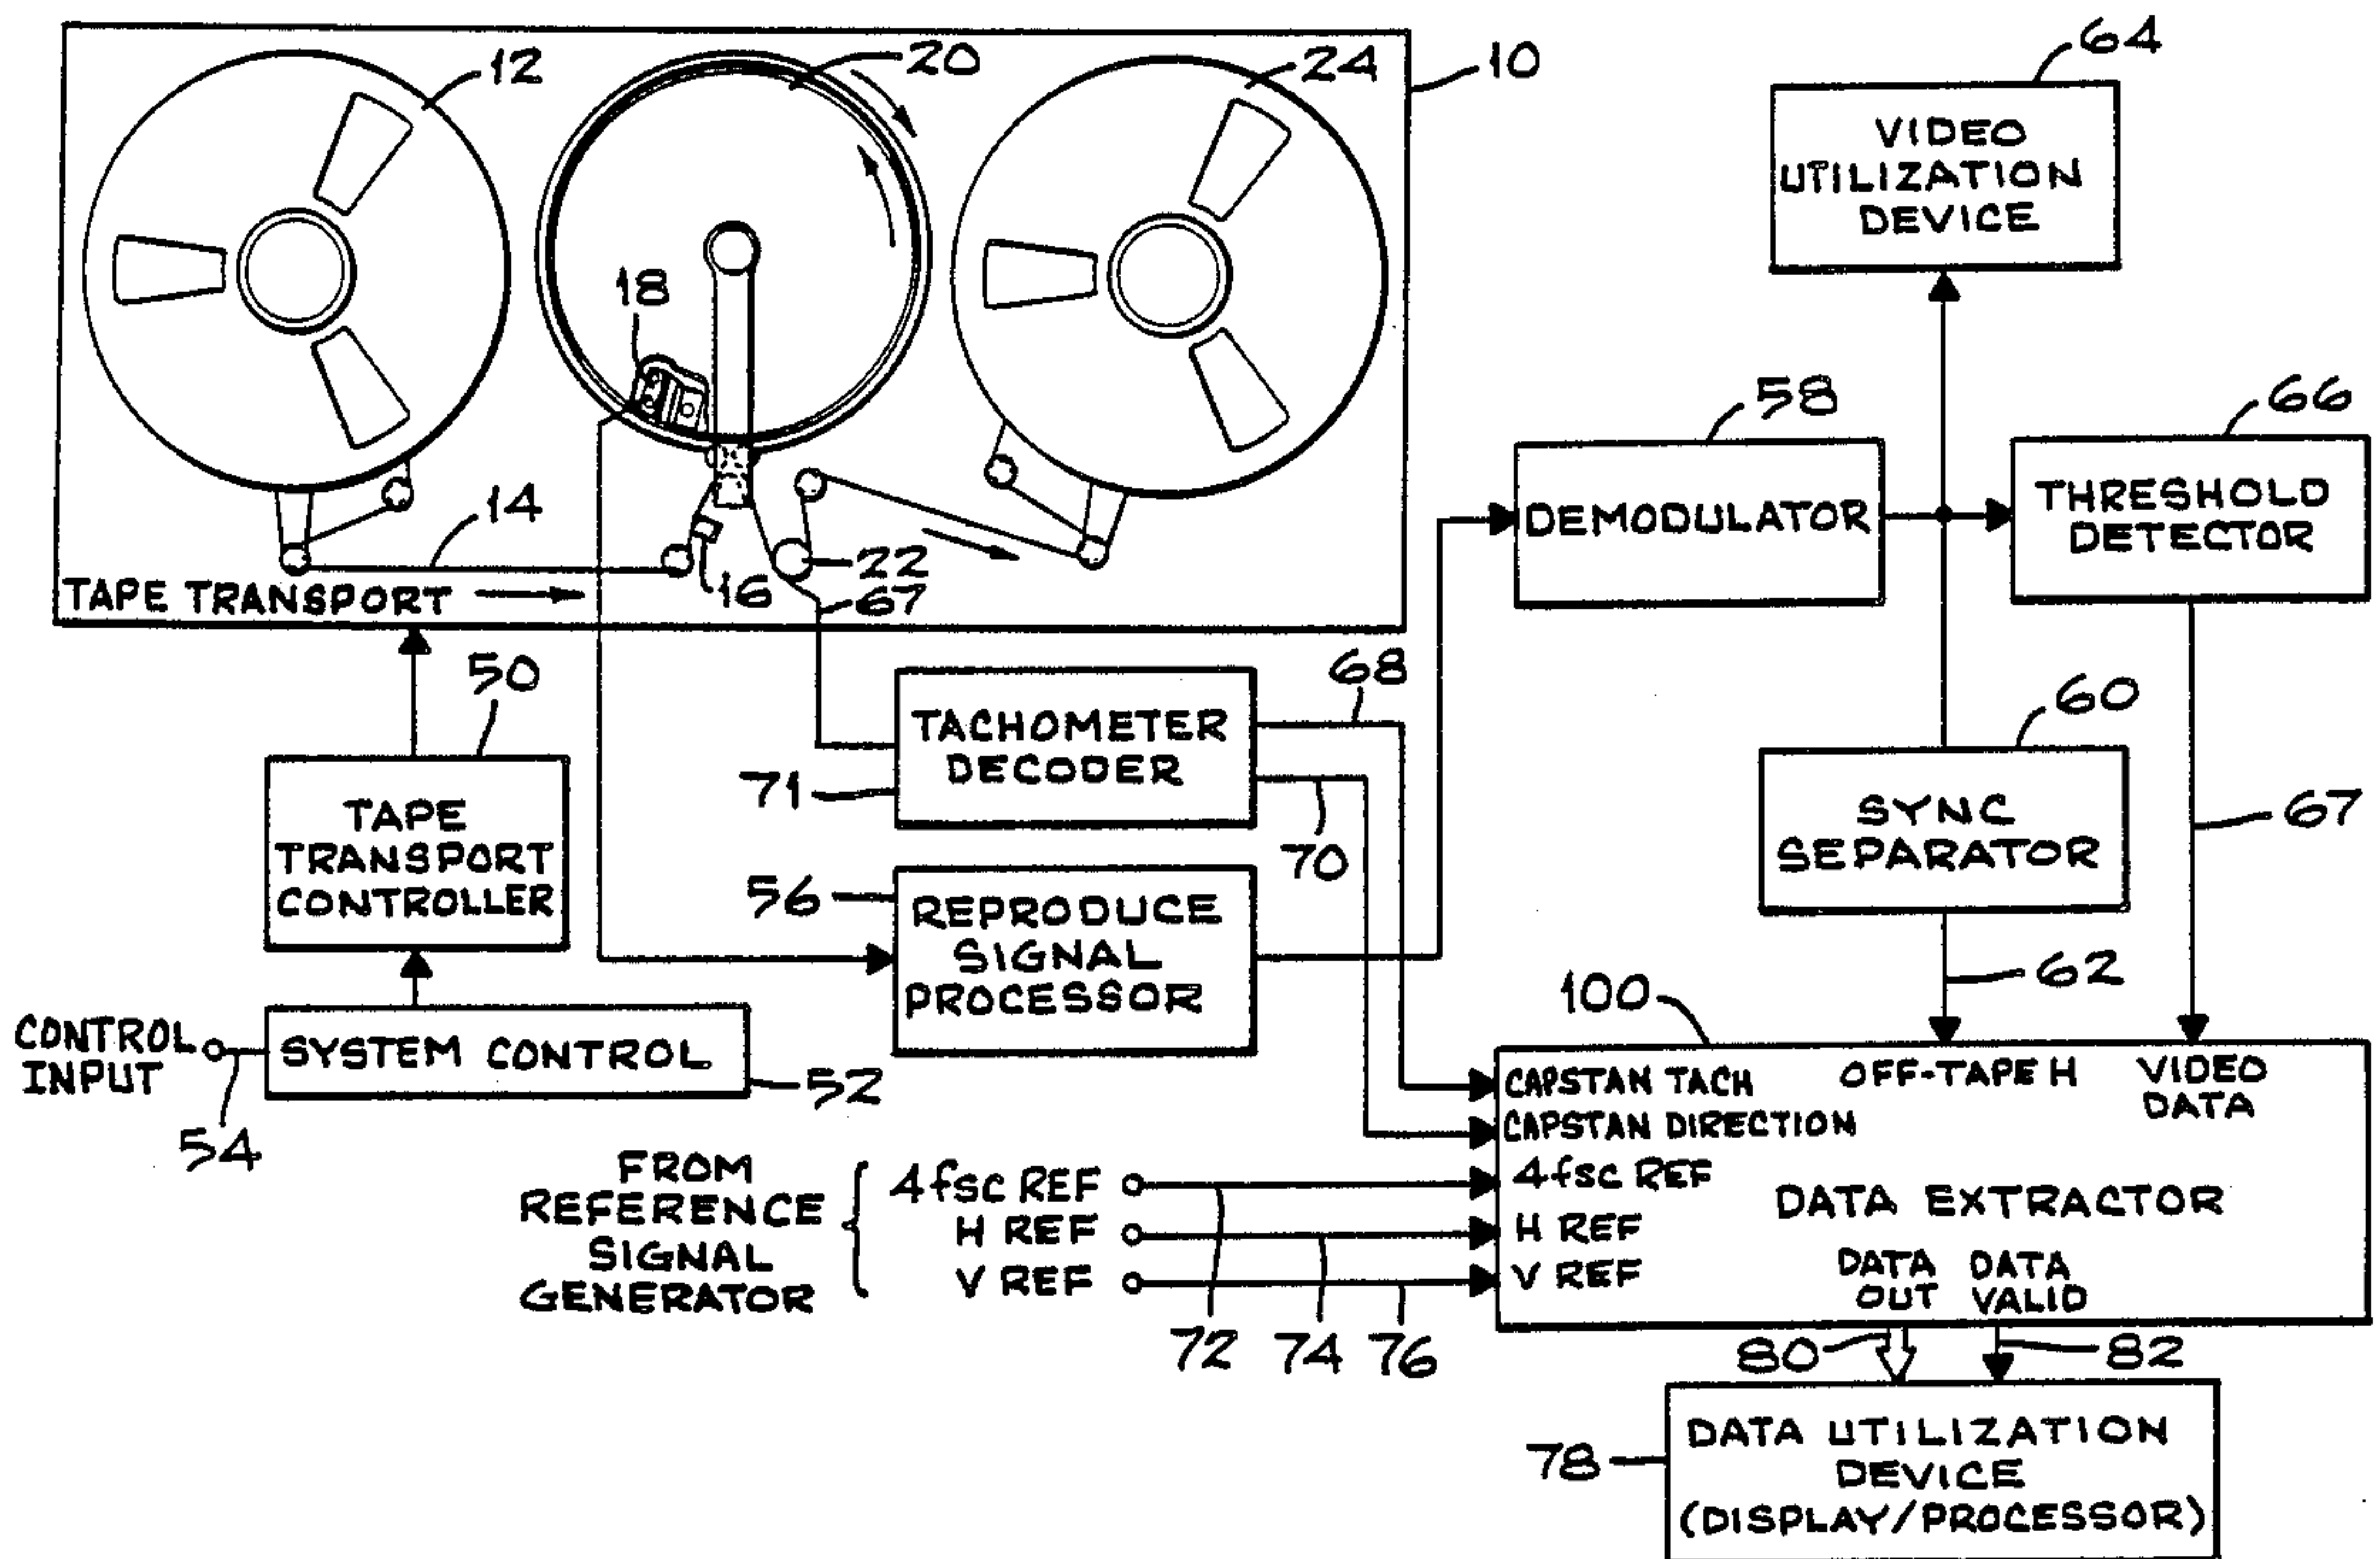 12
20
24
10
64
VIDEO
UTILIZATION
DEVICE
18
58
66
14
DEMODULATOR
THRESHOLD
DETECTOR
22
TAPE TRANSPORT
16
67
50
68
60
TACHOMETER
DECODER
71
67
TAPE
TRANSPORT
CONTROLLER
SYNC
SEPARATOR
70
56
REPRODUCE
SIGNAL
PROCESSOR
62
100
CONTROL
INPUT
SYSTEM CONTROL
52
54
CAPSTAN TACH
OFF-TAPE H
VIDEO
DATA
CAPSTAN DIRECTION
FROM
REFERENCE
SIGNAL
GENERATOR
4fsc REF
H REF
V REF
4fsc REF
H REF
V REF
DATA EXTRACTOR
DATA
OUT
DATA
VALID
72
74
76
80
82
78
DATA UTILIZATION
DEVICE
(DISPLAY/PROCESSOR)